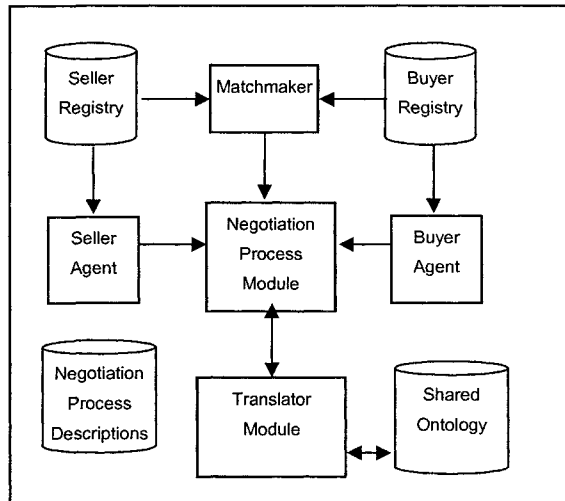 Seller
Registry
Matchmaker
Buyer
Registry
Seller
Agent
Negotiation
Process
Module
Buyer
Agent
Negotiation
Process
Descriptions
Translator
Module
Shared
Ontology